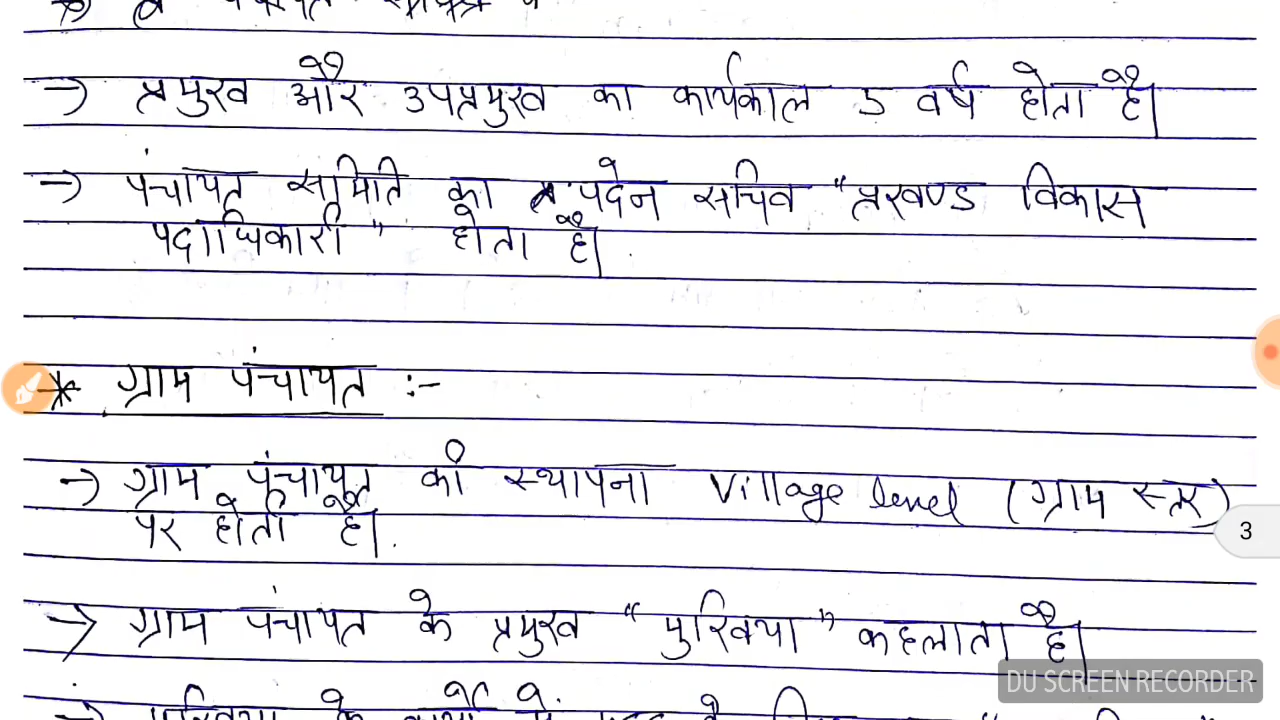 → प्रमुख और उपप्रमुख का कार्यकाल 5 वर्ष होता है।
→ पंचायत समिति का पदेन सचिव "प्रखण्ड विकास
पदाधिकारी" होता है।
* ग्राम पंचायत :-
→ ग्राम पंचायत की स्थापना Village level (ग्राम स्तर)
पर होती है।
3
→ ग्राम पंचायत के प्रमुख "मुखिया" कहलाता है।
DU SCREEN RECORDER